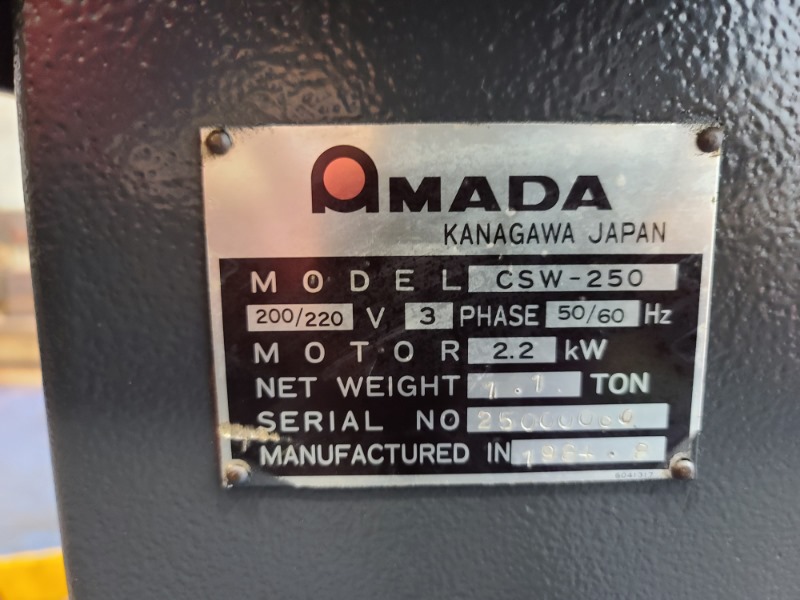 AMADA
KANAGAWA JAPAN
MODEL CSW-250
200/220 V 3 PHASE 50/60 Hz
MOTOR 2.2 kW
NET WEIGHT 1.1 TON
SERIAL NO
MANUFACTURED IN